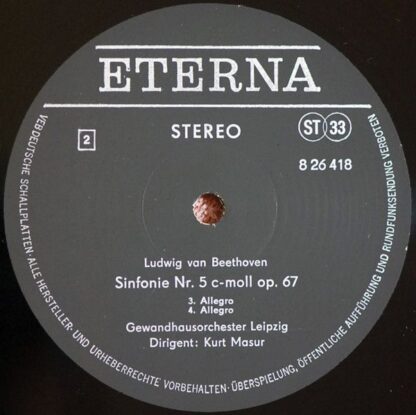 ETERNA
2
STEREO
ST 33
8 26 418
Ludwig van Beethoven
Sinfonie Nr. 5 c-moll op. 67
3. Allegro
4. Allegro
Gewandhausorchester Leipzig
Dirigent: Kurt Masur
VEB DEUTSCHE SCHALLPLATTEN · ALLE HERSTELLER- UND URHEBERRECHTE VORBEHALTEN · ÜBERSPIELUNG, ÖFFENTLICHE AUFFÜHRUNG UND RUNDFUNKSENDUNG VERBOTEN